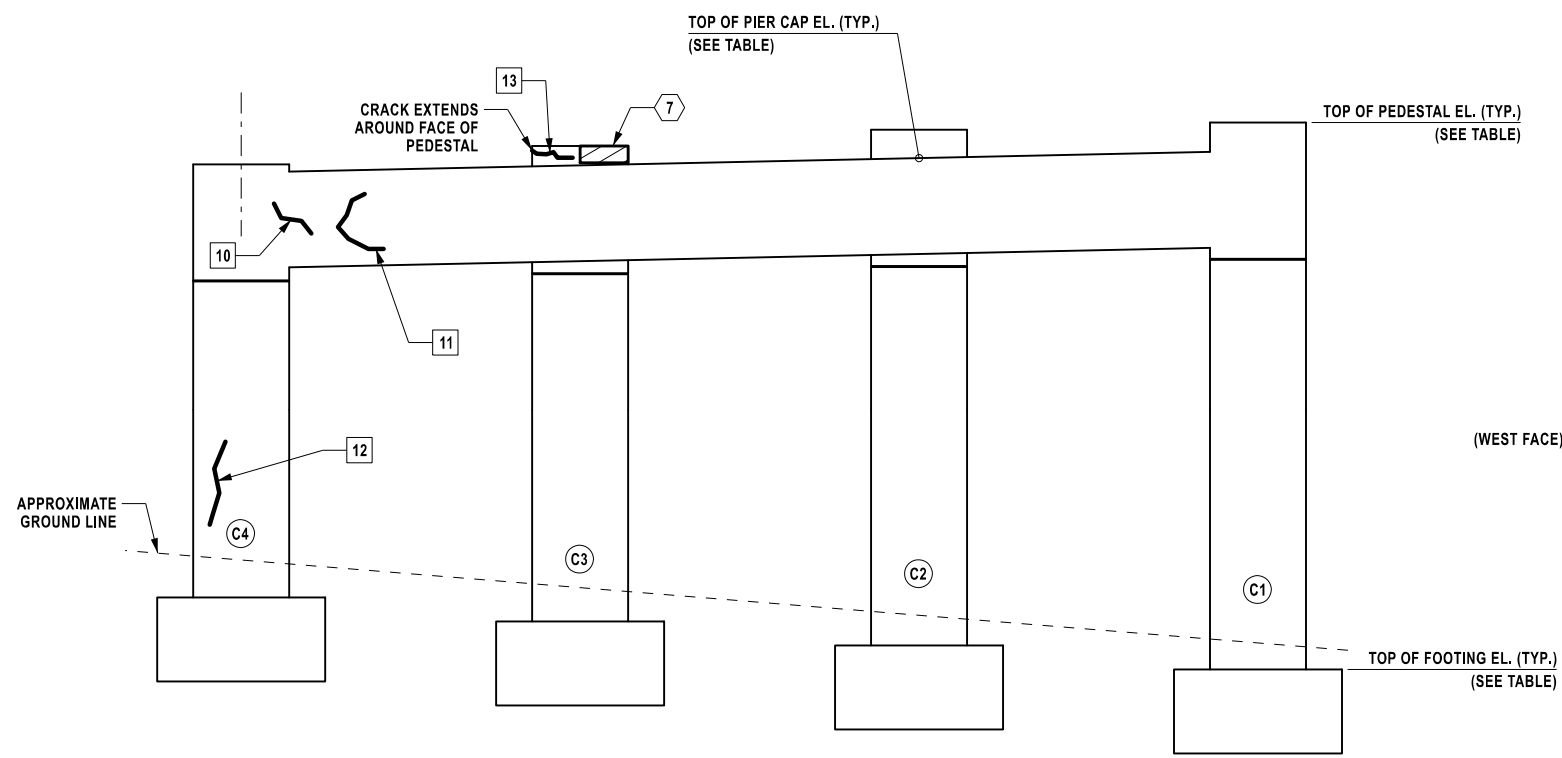 TOP OF PIER CAP EL. (TYP.)
(SEE TABLE)
13
7
CRACK EXTENDS
AROUND FACE OF
PEDESTAL
TOP OF PEDESTAL EL. (TYP.)
(SEE TABLE)
10
11
(WEST FACE)
12
APPROXIMATE
GROUND LINE
C4
C3
C2
C1
TOP OF FOOTING EL. (TYP.)
(SEE TABLE)